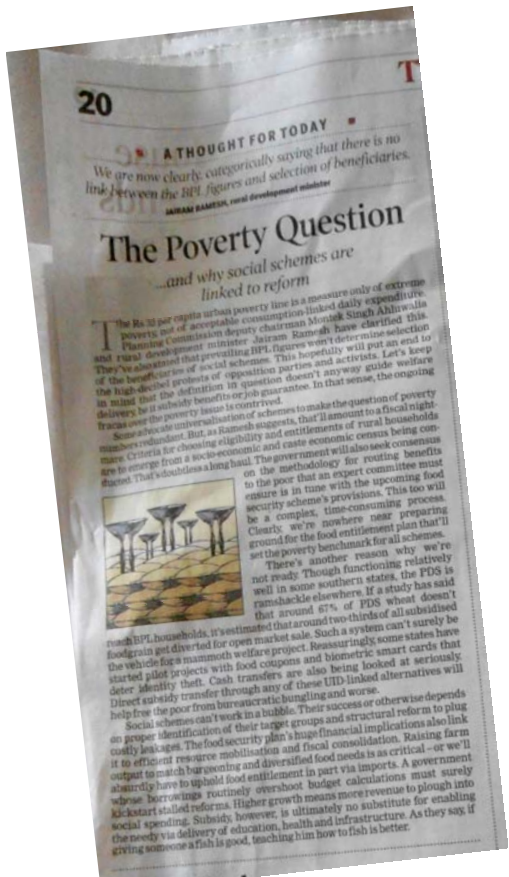 20
T
A THOUGHT FOR TODAY
We are now clearly, categorically saying that there is no
link between the BPL figures and selection of beneficiaries.
JAIRAM RAMESH, rural development minister
The Poverty Question
...and why social schemes are
linked to reform
The Rs 32 per capita urban poverty line is a measure only of extreme
poverty, not of acceptable consumption-linked daily expenditure.
Planning Commission deputy chairman Montek Singh Ahluwalia
and rural development minister Jairam Ramesh have clarified this.
They've also stated that prevailing BPL figures won't determine selection
of the beneficiaries of social schemes. This hopefully will put an end to
the high-decibel protests of opposition parties and activists. Let's keep
in mind that the definition in question doesn't anyway guide welfare
delivery, be it subsidy benefits or job guarantee. In that sense, the ongoing
fracas over the poverty issue is contrived.
Some advocate universalisation of schemes to make the question of poverty
numbers redundant. But, as Ramesh suggests, that'll amount to a fiscal night-
mare. Criteria for choosing eligibility and entitlements of rural households
are to emerge from a socio-economic and caste economic census being con-
ducted. That's doubtless a long haul. The government will also seek consensus
on the methodology for routing benefits
to the poor that an expert committee must
ensure is in tune with the upcoming food
security scheme's provisions. This too will
be a complex, time-consuming process.
Clearly, we're nowhere near preparing
ground for the food entitlement plan that'll
set the poverty benchmark for all schemes.
There's another reason why we're
not ready. Though functioning relatively
well in some southern states, the PDS is
ramshackle elsewhere. If a study has said
that around 67% of PDS wheat doesn't
reach BPL households, it's estimated that around two-thirds of all subsidised
foodgrain get diverted for open market sale. Such a system can't surely be
the vehicle for a mammoth welfare project. Reassuringly, some states have
started pilot projects with food coupons and biometric smart cards that
deter identity theft. Cash transfers are also being looked at seriously.
Direct subsidy transfer through any of these UID-linked alternatives will
help free the poor from bureaucratic bungling and worse.
Social schemes can't work in a bubble. Their success or otherwise depends
on proper identification of their target groups and structural reform to plug
costly leakages. The food security plan's huge financial implications also link
it to efficient resource mobilisation and fiscal consolidation. Raising farm
output to match burgeoning and diversified food needs is as critical – or we'll
absurdly have to uphold food entitlement in part via imports. A government
whose borrowings routinely overshoot budget calculations must surely
kickstart stalled reforms. Higher growth means more revenue to plough into
social spending. Subsidy, however, is ultimately no substitute for enabling
the needy via delivery of education, health and infrastructure. As they say, if
giving someone a fish is good, teaching him how to fish is better.